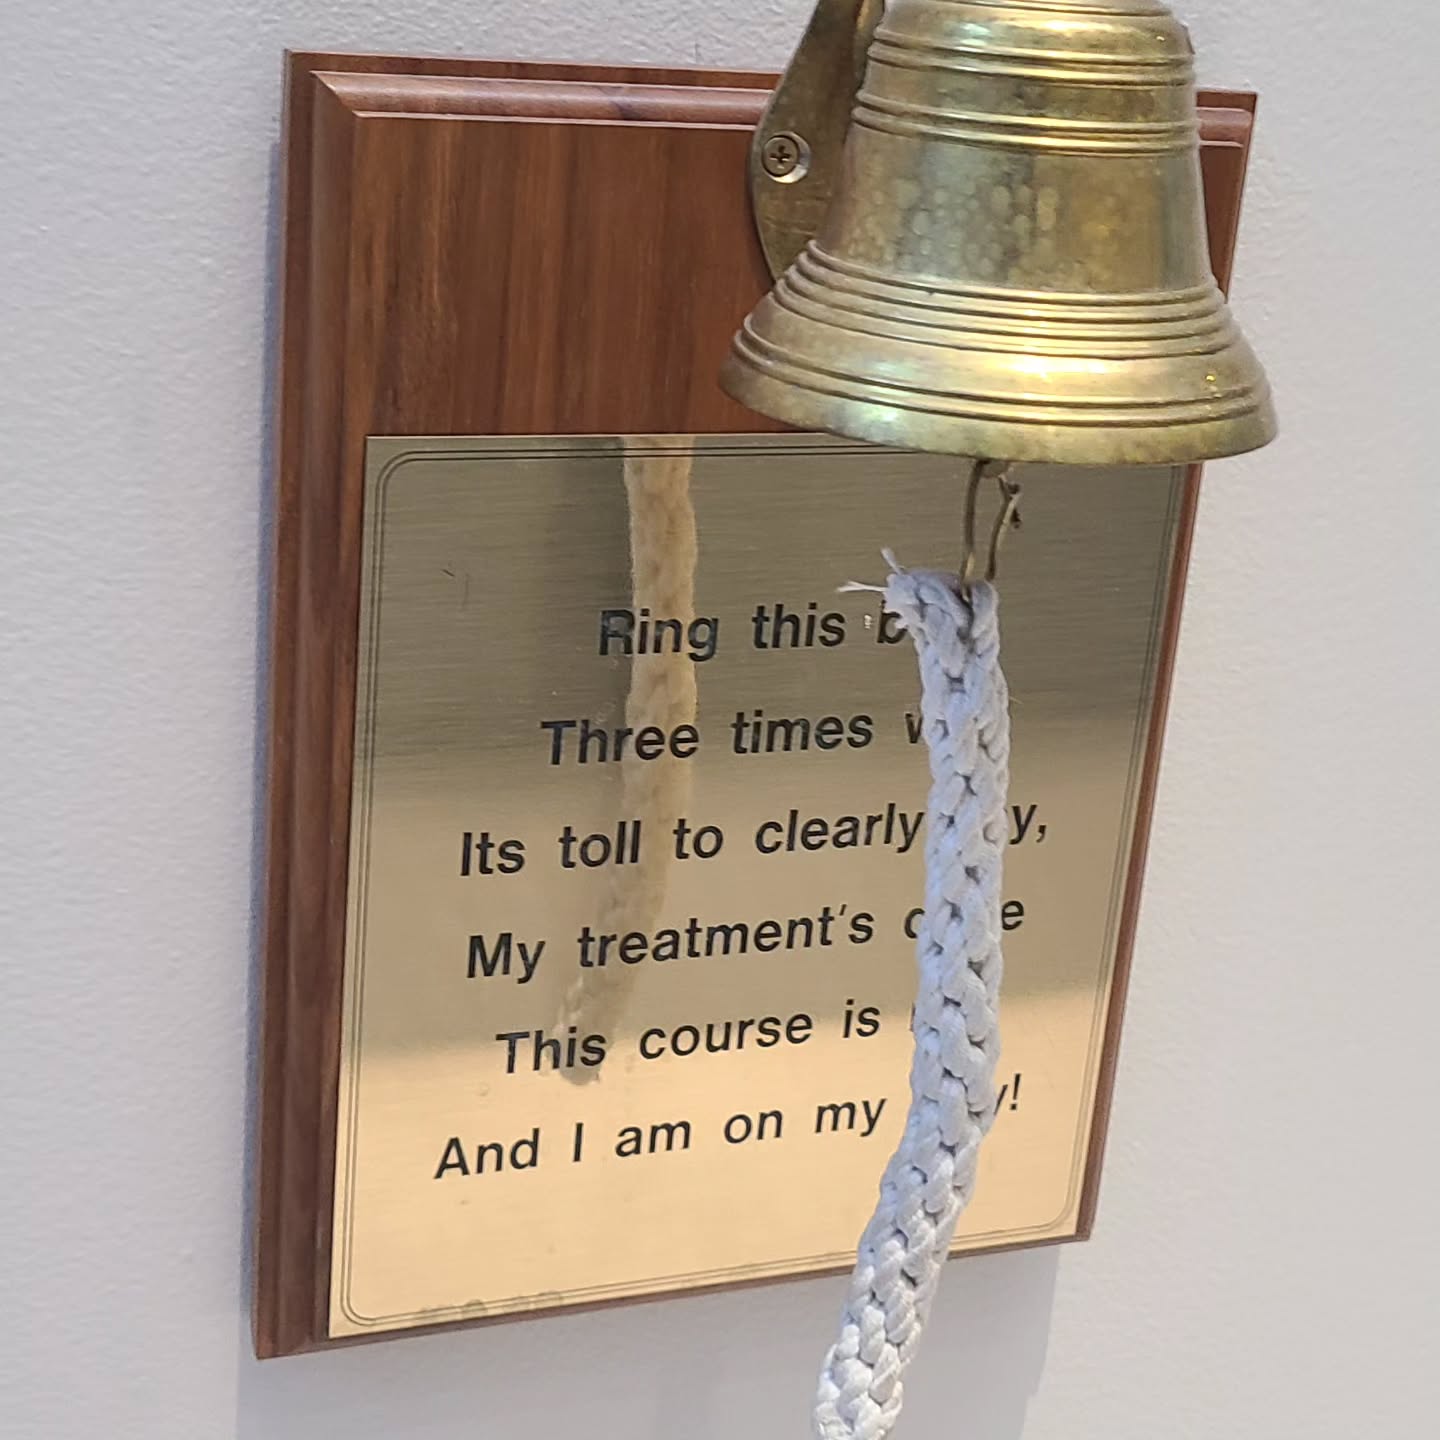 Ring this
Three times
Its toll to clearly
My treatment's
This course is
And I am on my